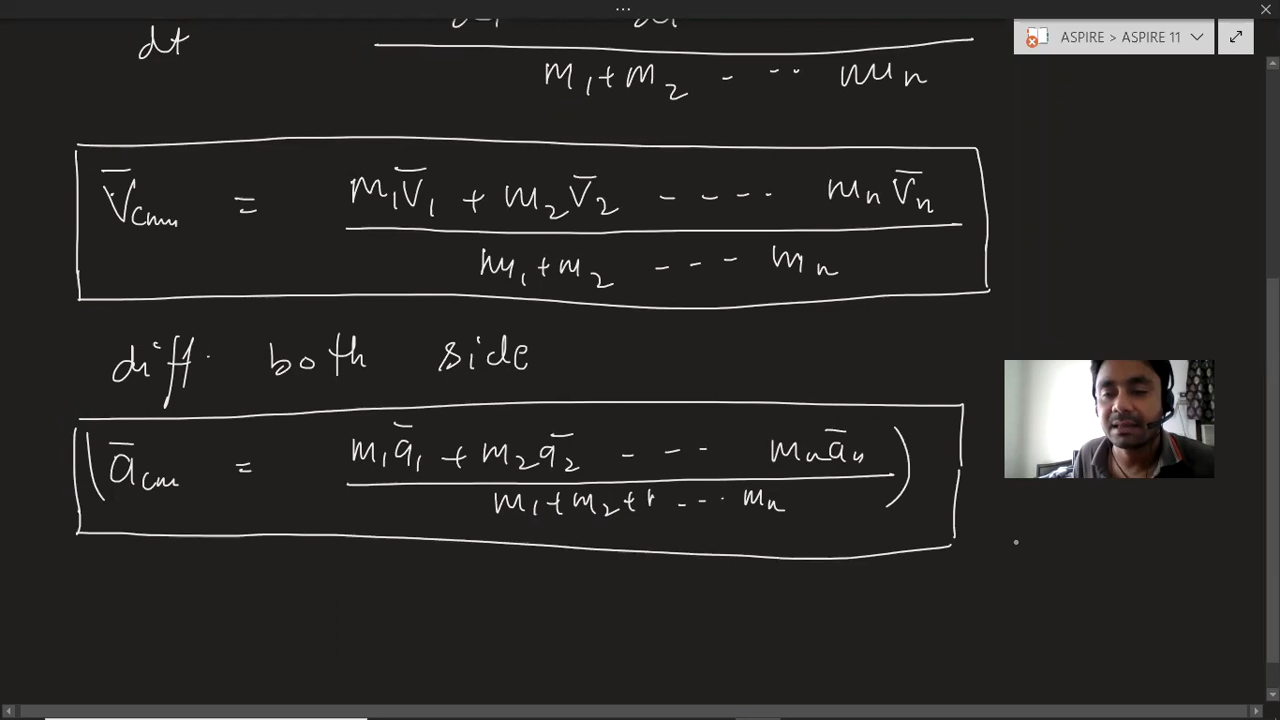 ASPIRE > ASPIRE 11
dt
m₁+m₂ - -·· mₙ
V̄cm = m₁V̄₁ + m₂V̄₂ - - - -·· mₙV̄ₙ
m₁+m₂ - - - mₙ
diff. both side
(ācm = m₁ā₁ + m₂ā₂ - - -·· mₙāₙ)
m₁+m₂+ - - ·· mₙ